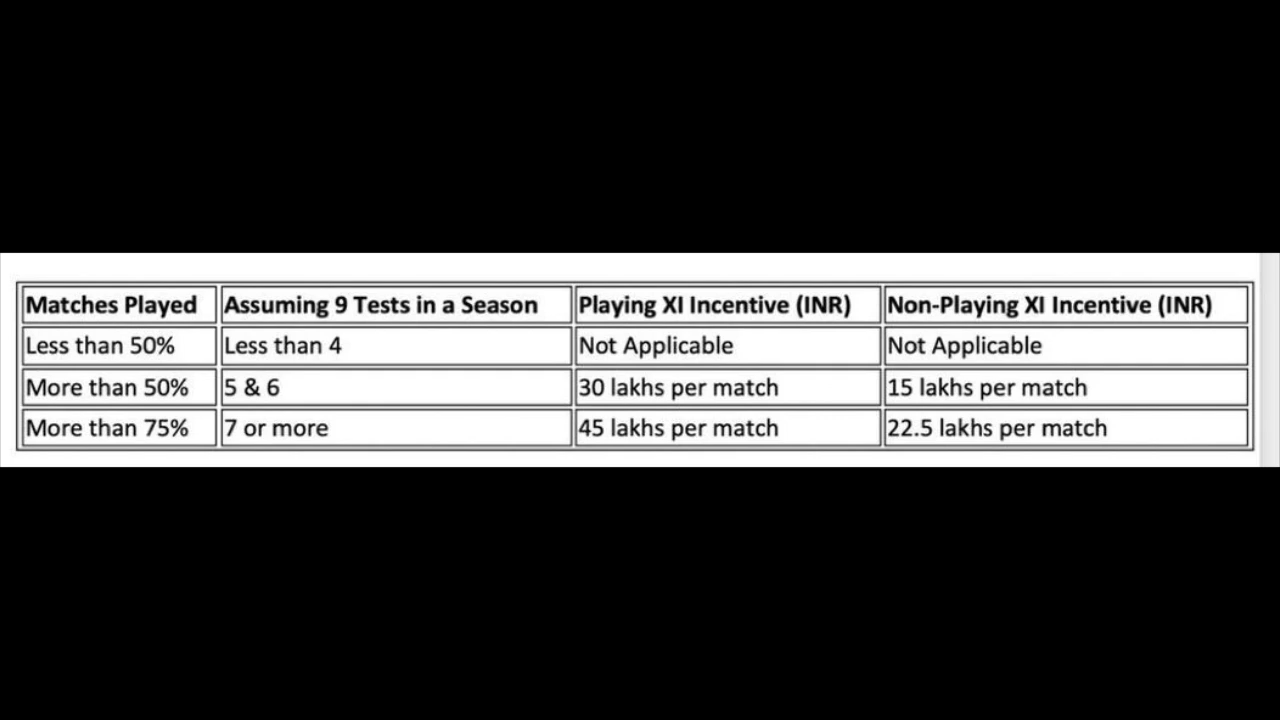 Matches Played Assuming 9 Tests in a Season Playing XI Incentive (INR) Non-Playing XI Incentive (INR)
Less than 50% Less than 4 Not Applicable Not Applicable
More than 50% 5 & 6 30 lakhs per match 15 lakhs per match
More than 75% 7 or more 45 lakhs per match 22.5 lakhs per match